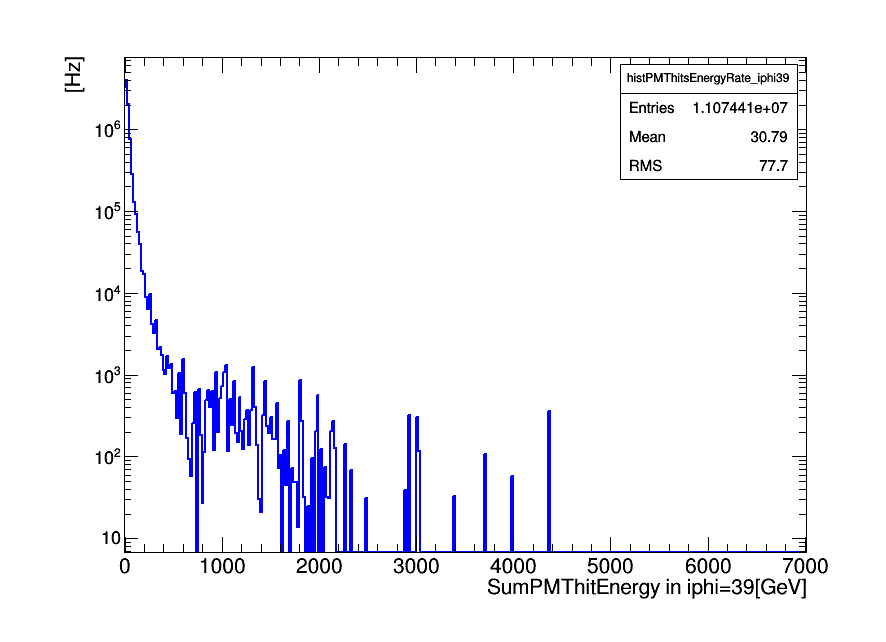 [Hz]
histPMThitsEnergyRate_iphi39
Entries 1.107441e+07
Mean 30.79
RMS 77.7
10^6
10^5
10^4
10^3
10^2
10
0 1000 2000 3000 4000 5000 6000 7000
SumPMThitEnergy in iphi=39[GeV]